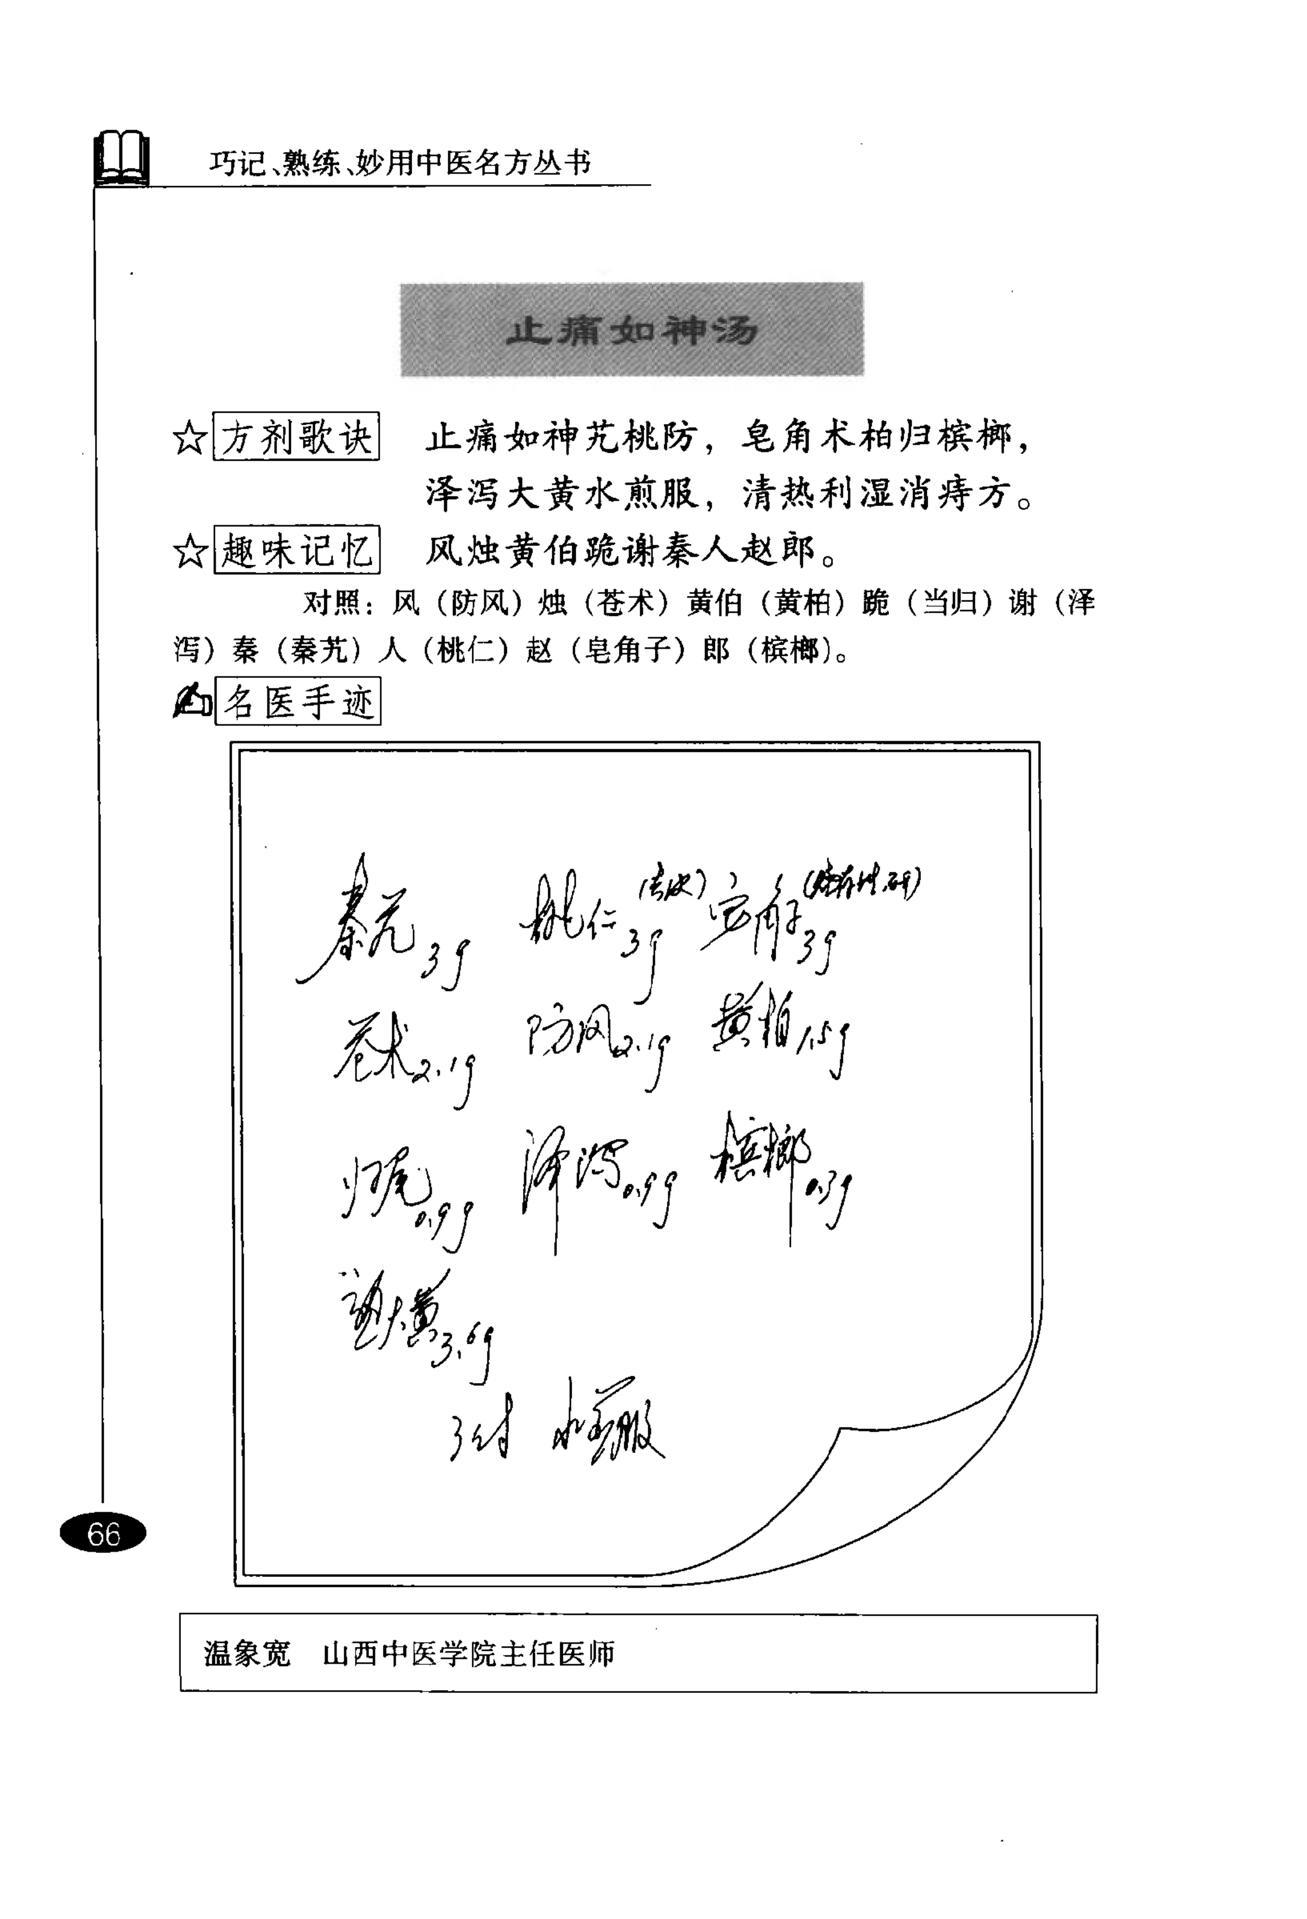 巧记、熟练、妙用中医名方丛书
止痛如神汤
☆方剂歌诀 止痛如神艽桃防，皂角术柏归槟榔，
泽泻大黄水煎服，清热利湿消痔方。
☆趣味记忆 风烛黄伯跪谢秦人赵郎。
对照：风（防风）烛（苍术）黄伯（黄柏）跪（当归）谢（泽
泻）秦（秦艽）人（桃仁）赵（皂角子）郎（槟榔）。
名医手迹
秦艽3g 桃仁(去皮)3g 角子(烧存性,研)3g
苍术2.1g 防风2.1g 黄柏1.5g
归尾0.9g 泽泻0.9g 槟榔0.3g
大黄3.6g
3付 水煎服
66
温象宽 山西中医学院主任医师